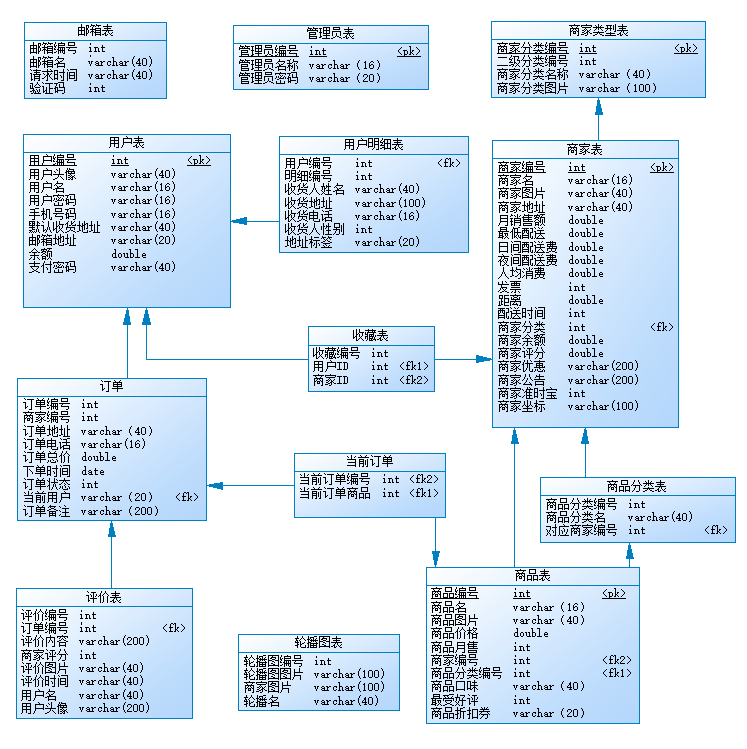 邮箱表
邮箱编号 int
邮箱名 varchar(40)
请求时间 varchar(40)
验证码 int
管理员表
管理员编号 int <pk>
管理员名称 varchar (16)
管理员密码 varchar (20)
商家类型表
商家分类编号 int <pk>
二级分类编号 int
商家分类名称 varchar (40)
商家分类图片 varchar (100)
用户表
用户编号 int <pk>
用户头像 varchar(40)
用户名 varchar(16)
用户密码 varchar(16)
手机号码 varchar(16)
默认收货地址 varchar(40)
邮箱地址 varchar(20)
余额 double
支付密码 varchar(40)
用户明细表
用户编号 int <fk>
明细编号 int
收货人姓名 varchar(40)
收货地址 varchar(100)
收货电话 varchar(16)
收货人性别 int
地址标签 varchar(20)
商家表
商家编号 int <pk>
商家名 varchar(16)
商家图片 varchar(40)
商家地址 varchar(40)
月销售额 double
最低配送 double
日间配送费 double
夜间配送费 double
人均消费 double
发票 int
距离 double
配送时间 int
商家分类 int <fk>
商家余额 double
商家评分 double
商家优惠 varchar(200)
商家公告 varchar(200)
商家准时宝 int
商家坐标 varchar(100)
收藏表
收藏编号 int
用户ID int <fk1>
商家ID int <fk2>
订单
订单编号 int
商家编号 int
订单地址 varchar (40)
订单电话 varchar(16)
订单总价 double
下单时间 date
订单状态 int
当前用户 varchar (20) <fk>
订单备注 varchar (200)
当前订单
当前订单编号 int <fk2>
当前订单商品 int <fk1>
商品分类表
商品分类编号 int
商品分类名 varchar(40)
对应商家编号 int <fk>
评价表
评价编号 int
订单编号 int <fk>
评价内容 varchar(200)
商家评分 int
评价图片 varchar(40)
评价时间 varchar(40)
用户名 varchar(40)
用户头像 varchar(200)
轮播图表
轮播图编号 int
轮播图图片 varchar(100)
商家图片 varchar(100)
轮播名 varchar(40)
商品表
商品编号 int <pk>
商品名 varchar (16)
商品图片 varchar (40)
商品价格 double
商品月售 int
商家编号 int <fk2>
商品分类编号 int <fk1>
商品口味 varchar (40)
最受好评 int
商品折扣券 varchar (20)